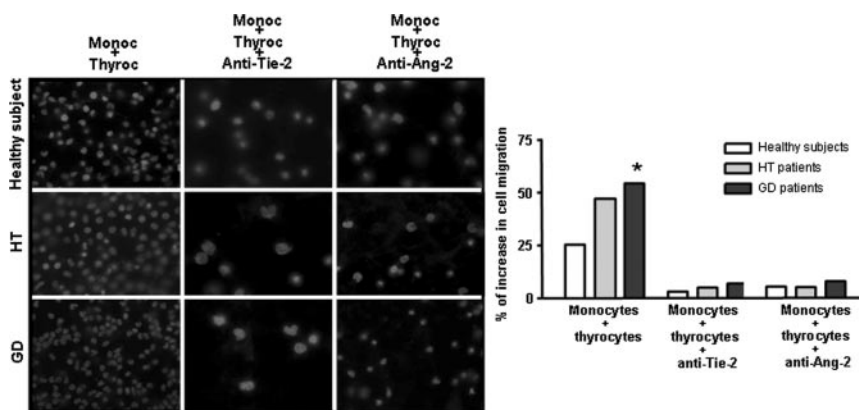 Monoc
+
Thyroc
Monoc
+
Thyroc
+
Anti-Tie-2
Monoc
+
Thyroc
+
Anti-Ang-2
Healthy subject
HT
GD
% of increase in cell migration
75
50
25
0
*
Healthy subjects
HT patients
GD patients
Monocytes
+
thyrocytes
Monocytes
+
thyrocytes
+
anti-Tie-2
Monocytes
+
thyrocytes
+
anti-Ang-2